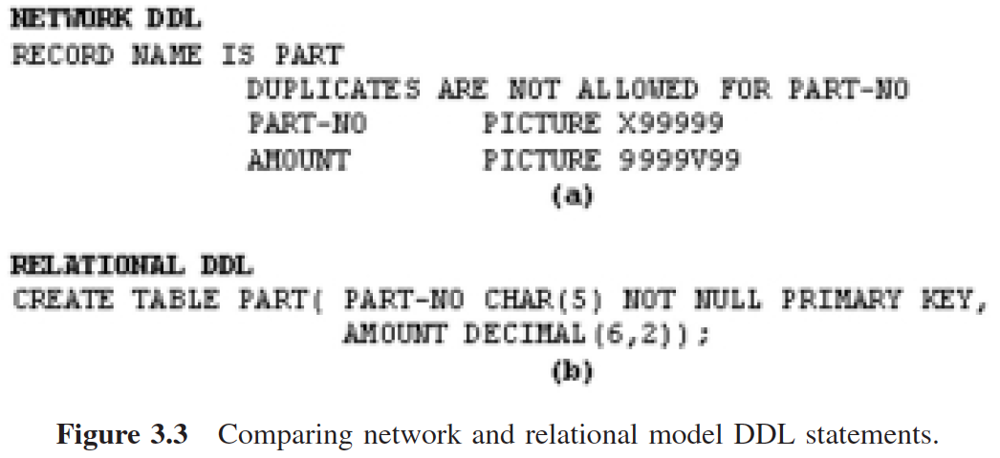 NETWORK DDL
RECORD NAME IS PART
DUPLICATES ARE NOT ALLOWED FOR PART-NO
PART-NO PICTURE X99999
AMOUNT PICTURE 9999V99
(a)
RELATIONAL DDL
CREATE TABLE PART( PART-NO CHAR(5) NOT NULL PRIMARY KEY,
AMOUNT DECIMAL(6,2));
(b)
Figure 3.3 Comparing network and relational model DDL statements.